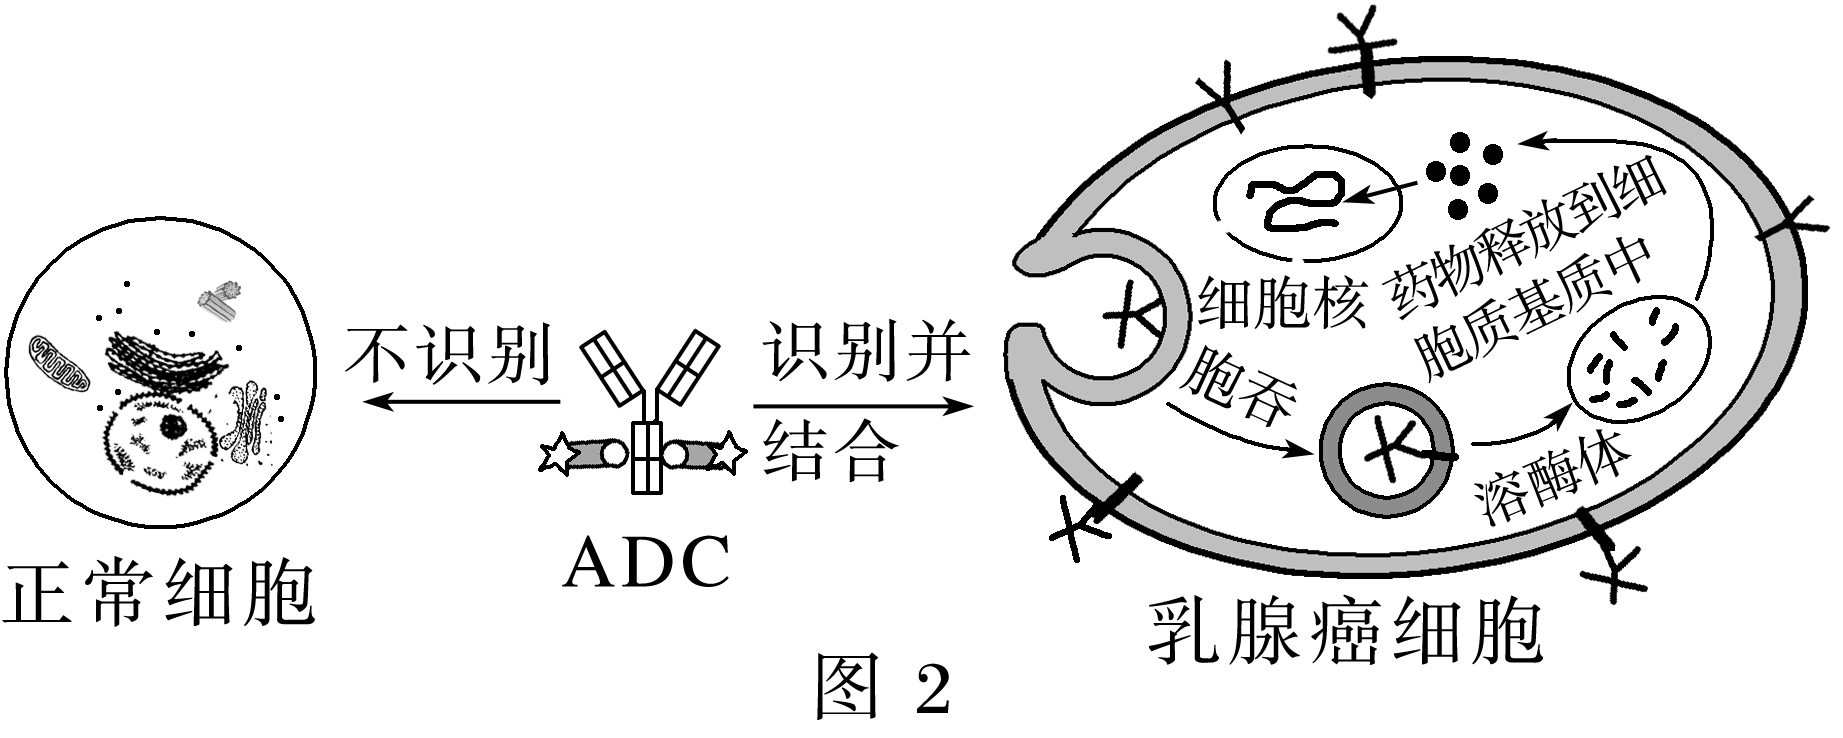 不识别
识别并
结合
ADC
正常细胞
细胞核
药物释放到细
胞质基质中
胞吞
溶酶体
乳腺癌细胞
图 2